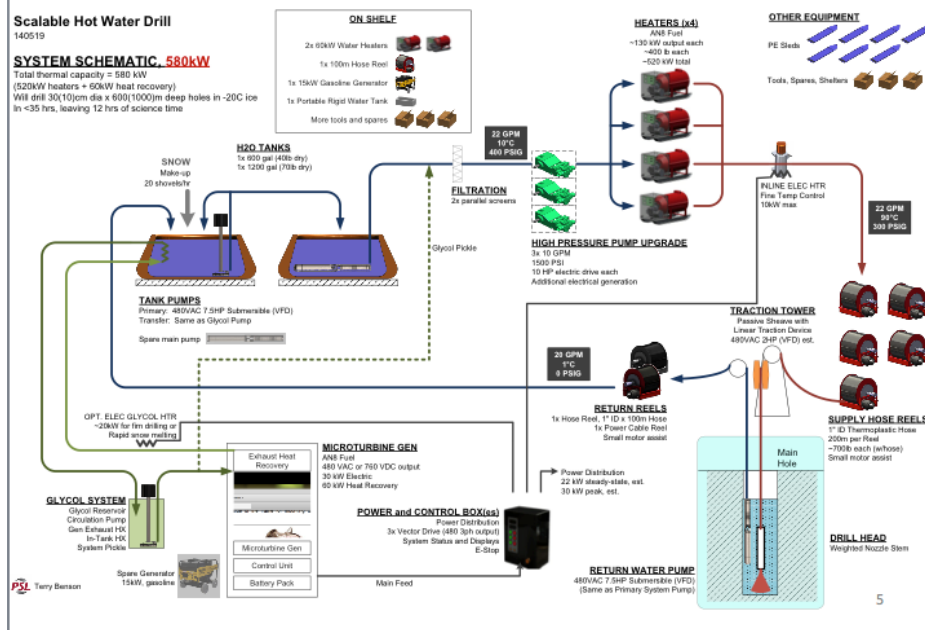 Scalable Hot Water Drill
140519
SYSTEM SCHEMATIC, 580kW
Total thermal capacity = 580 kW
(520kW heaters + 60kW heat recovery)
Will drill 30(10)cm dia x 600(1000)m deep holes in -20C ice
In <35 hrs, leaving 12 hrs of science time
ON SHELF
2x 60kW Water Heaters
1x 100m Hose Reel
1x 15kW Gasoline Generator
1x Portable Rigid Water Tank
More tools and spares
HEATERS (x4)
AN8 Fuel
~130 kW output each
~400 lb each
~520 kW total
OTHER EQUIPMENT
PE Sleds
Tools, Spares, Shelters
SNOW
Make-up
20 shovels/hr
H2O TANKS
1x 600 gal (40lb dry)
1x 1200 gal (70lb dry)
22 GPM
10°C
400 PSIG
FILTRATION
2x parallel screens
Glycol Pickle
HIGH PRESSURE PUMP UPGRADE
3x 10 GPM
1500 PSI
10 HP electric drive each
Additional electrical generation
INLINE ELEC HTR
Fine Temp Control
10kW max
22 GPM
90°C
300 PSIG
TANK PUMPS
Primary: 480VAC 7.5HP Submersible (VFD)
Transfer: Same as Glycol Pump
Spare main pump
TRACTION TOWER
Passive Sheave with
Linear Traction Device
480VAC 2HP (VFD) est.
20 GPM
1°C
6 PSIG
RETURN REELS
1x Hose Reel, 1" ID x 100m Hose
1x Power Cable Reel
Small motor assist
SUPPLY HOSE REELS
1" ID Thermoplastic Hose
200m per Reel
~700lb each (w/hose)
Small motor assist
OPT. ELEC GLYCOL HTR
~20kW for firn drilling or
Rapid snow melting
Exhaust Heat
Recovery
Microturbine Gen
Control Unit
Battery Pack
MICROTURBINE GEN
AN8 Fuel
480 VAC or 760 VDC output
30 kW Electric
60 kW Heat Recovery
GLYCOL SYSTEM
Glycol Reservoir
Circulation Pump
Gen Exhaust HX
In-Tank HX
System Pickle
Spare Generator
15kW, gasoline
POWER and CONTROL BOX(es)
Power Distribution
3x Vector Drive (480 3ph output)
System Status and Displays
E-Stop
Main Feed
Power Distribution
22 kW steady-state, est.
30 kW peak, est.
Main
Hole
DRILL HEAD
Weighted Nozzle Stem
RETURN WATER PUMP
480VAC 7.5HP Submersible (VFD)
(Same as Primary System Pump)
PSL Terry Benson
5